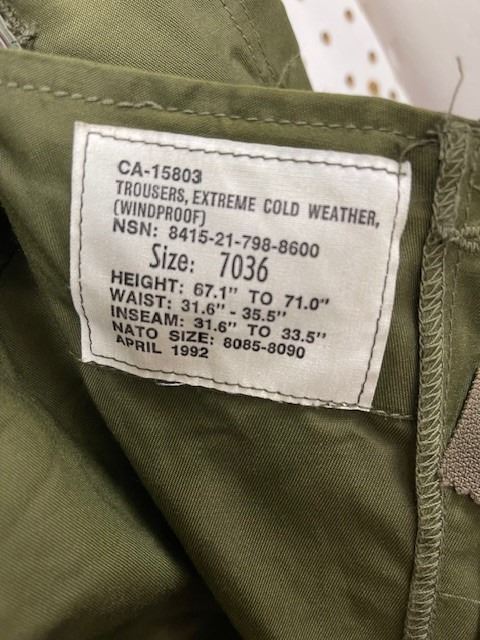 CA-15803
TROUSERS, EXTREME COLD WEATHER,
(WINDPROOF)
NSN: 8415-21-798-8600
Size: 7036
HEIGHT: 67.1" TO 71.0"
WAIST: 31.6" - 35.5"
INSEAM: 31.6" TO 33.5"
NATO SIZE: 8085-8090
APRIL 1992